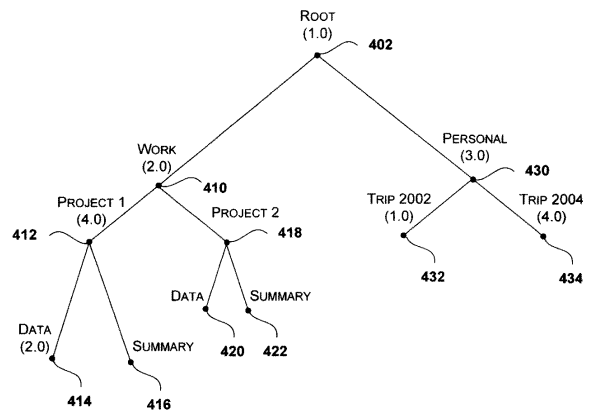 ROOT
(1.0)
402
WORK
(2.0)
410
PERSONAL
(3.0)
430
PROJECT 1
(4.0)
412
PROJECT 2
418
TRIP 2002
(1.0)
432
TRIP 2004
(4.0)
434
DATA
(2.0)
414
SUMMARY
416
DATA
420
SUMMARY
422